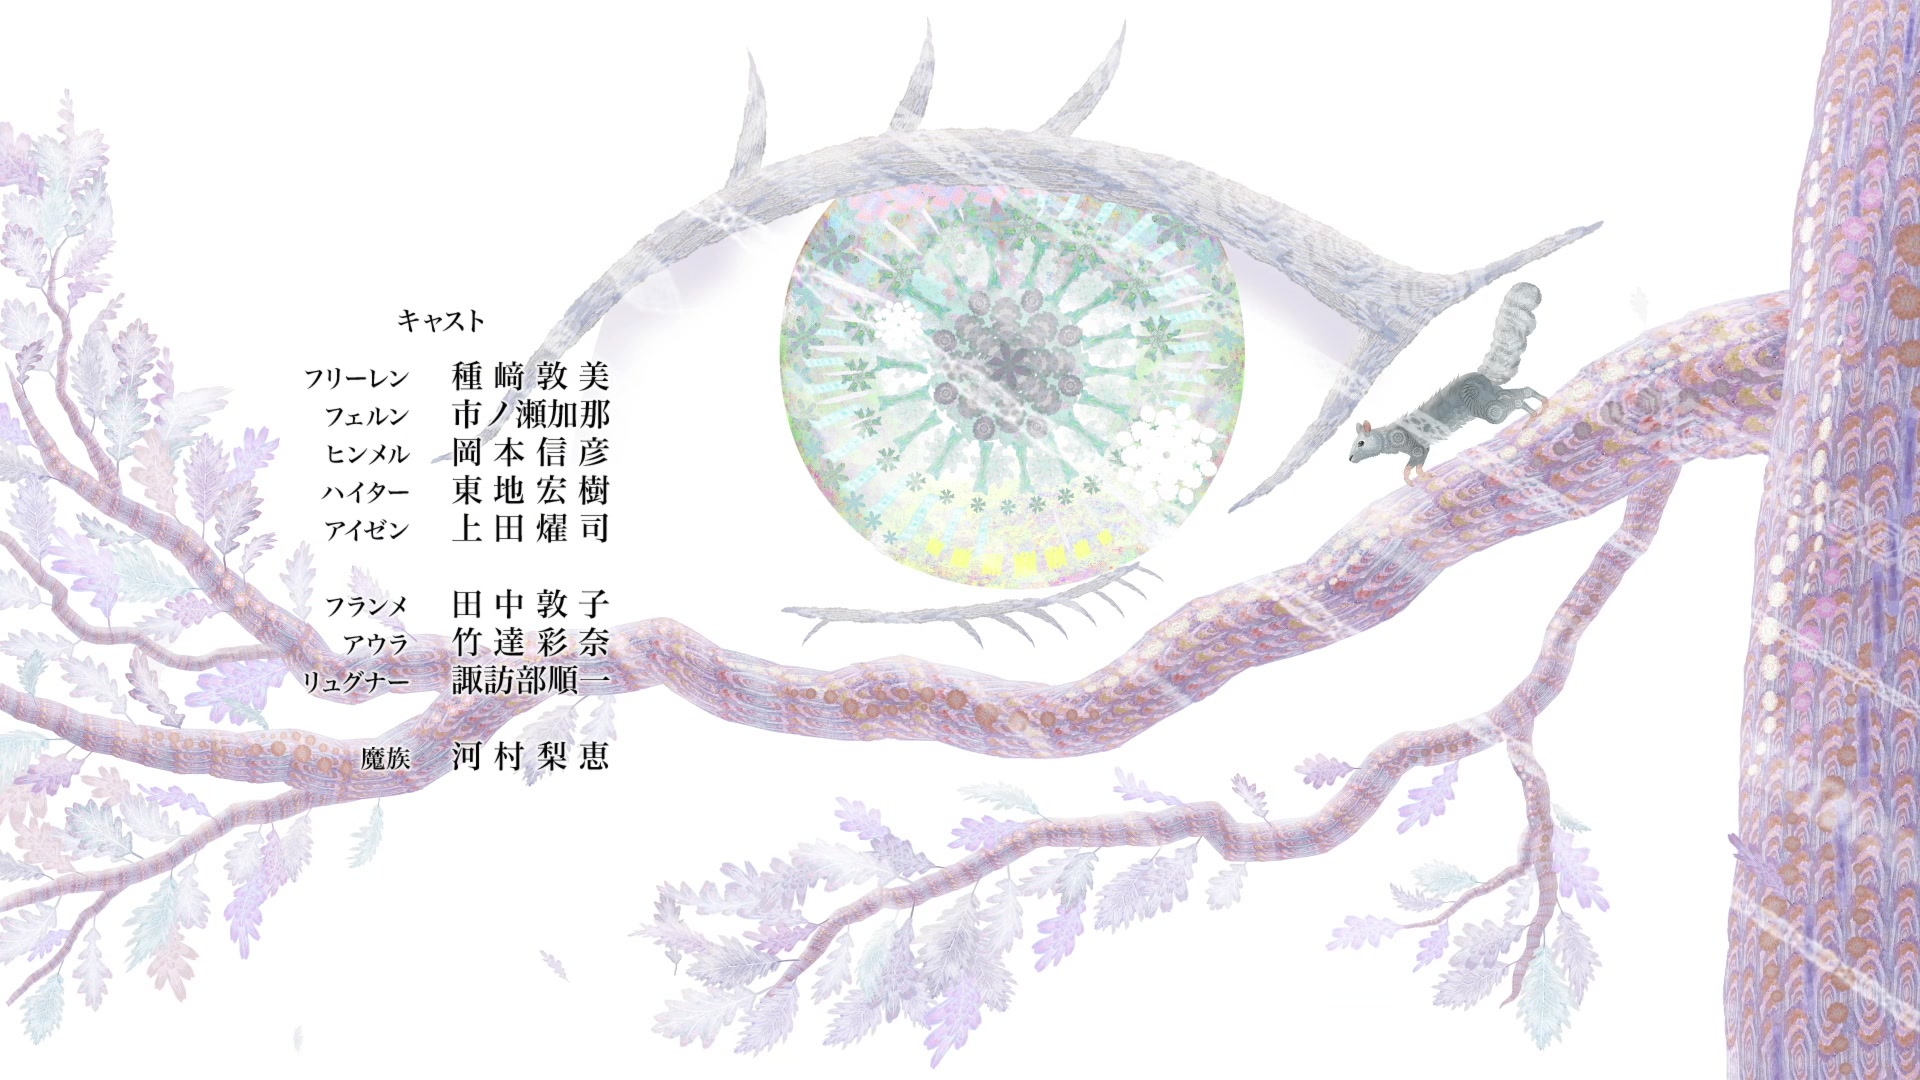 キャスト
フリーレン 種﨑敦美
フェルン 市ノ瀬加那
ヒンメル 岡本信彦
ハイター 東地宏樹
アイゼン 上田燿司
フランメ 田中敦子
アウラ 竹達彩奈
リュグナー 諏訪部順一
魔族 河村梨恵